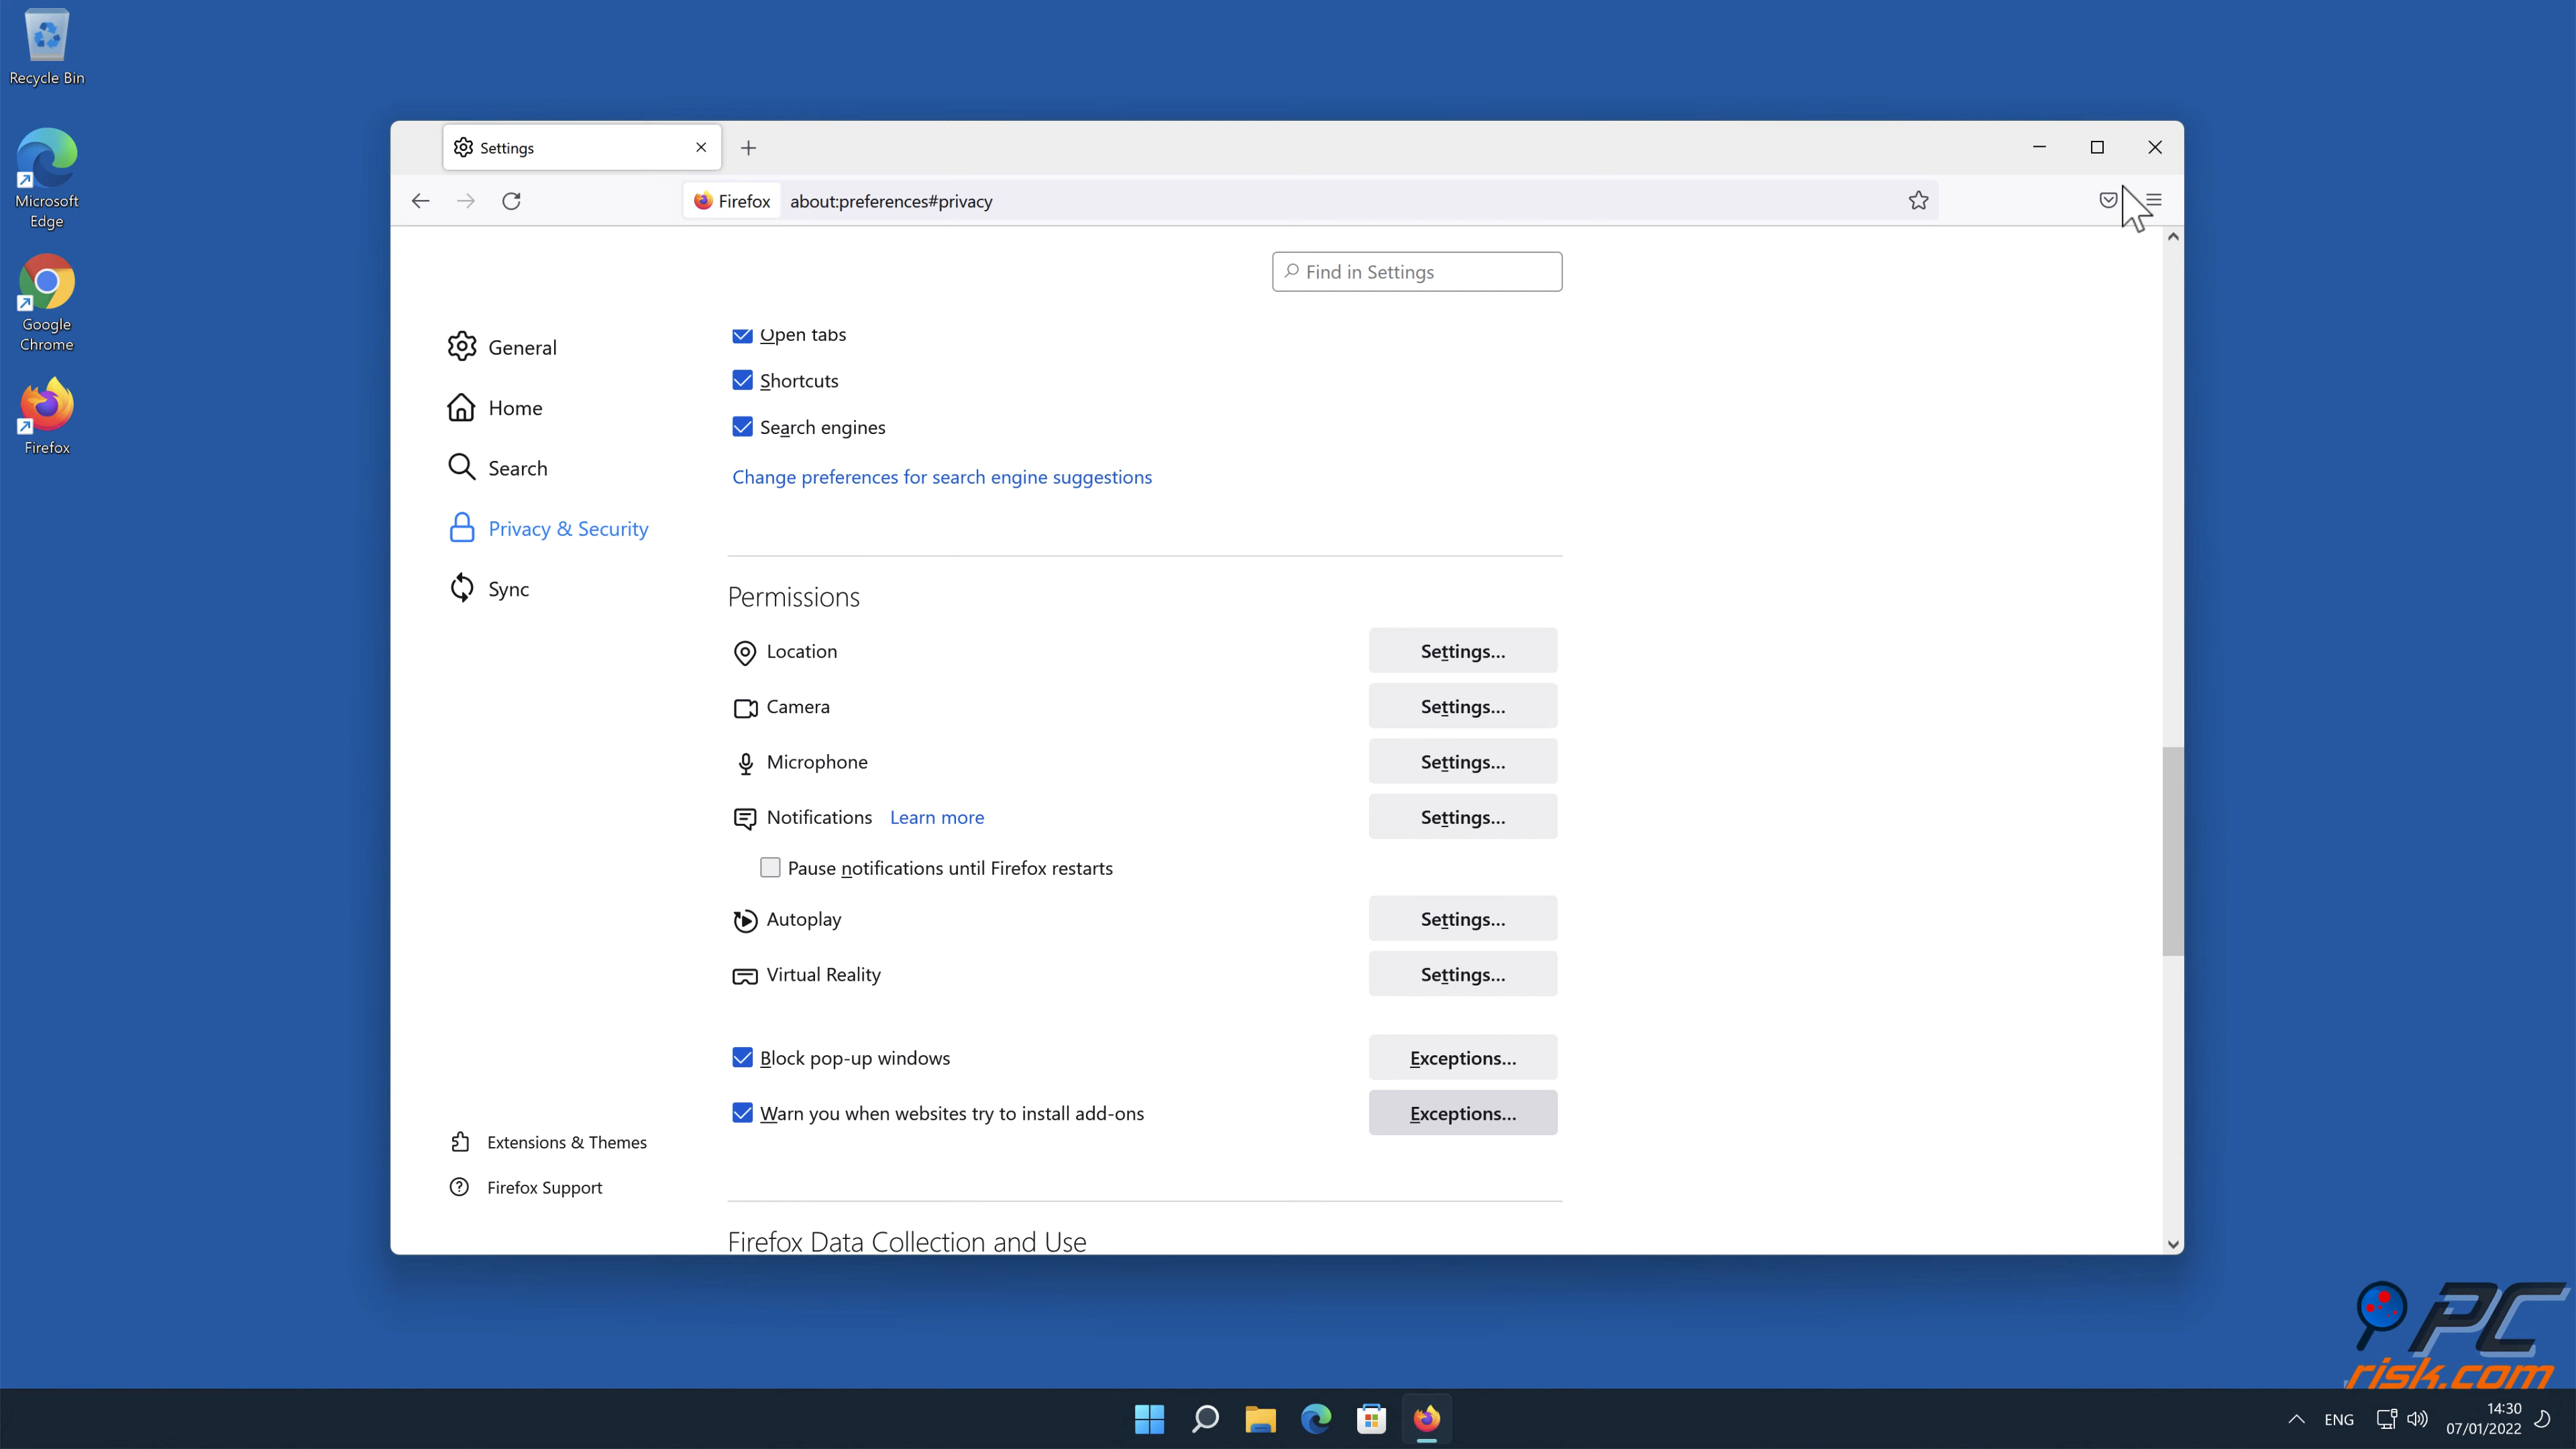 Recycle Bin
Microsoft
Edge
Google
Chrome
Firefox
Settings
Firefox about:preferences#privacy
Find in Settings
General
Home
Search
Privacy & Security
Sync
Extensions & Themes
Firefox Support
Open tabs
Shortcuts
Search engines
Change preferences for search engine suggestions
Permissions
Location Settings...
Camera Settings...
Microphone Settings...
Notifications Learn more Settings...
Pause notifications until Firefox restarts
Autoplay Settings...
Virtual Reality Settings...
Block pop-up windows Exceptions...
Warn you when websites try to install add-ons Exceptions...
Firefox Data Collection and Use
PC
risk.com
ENG
14:30
07/01/2022